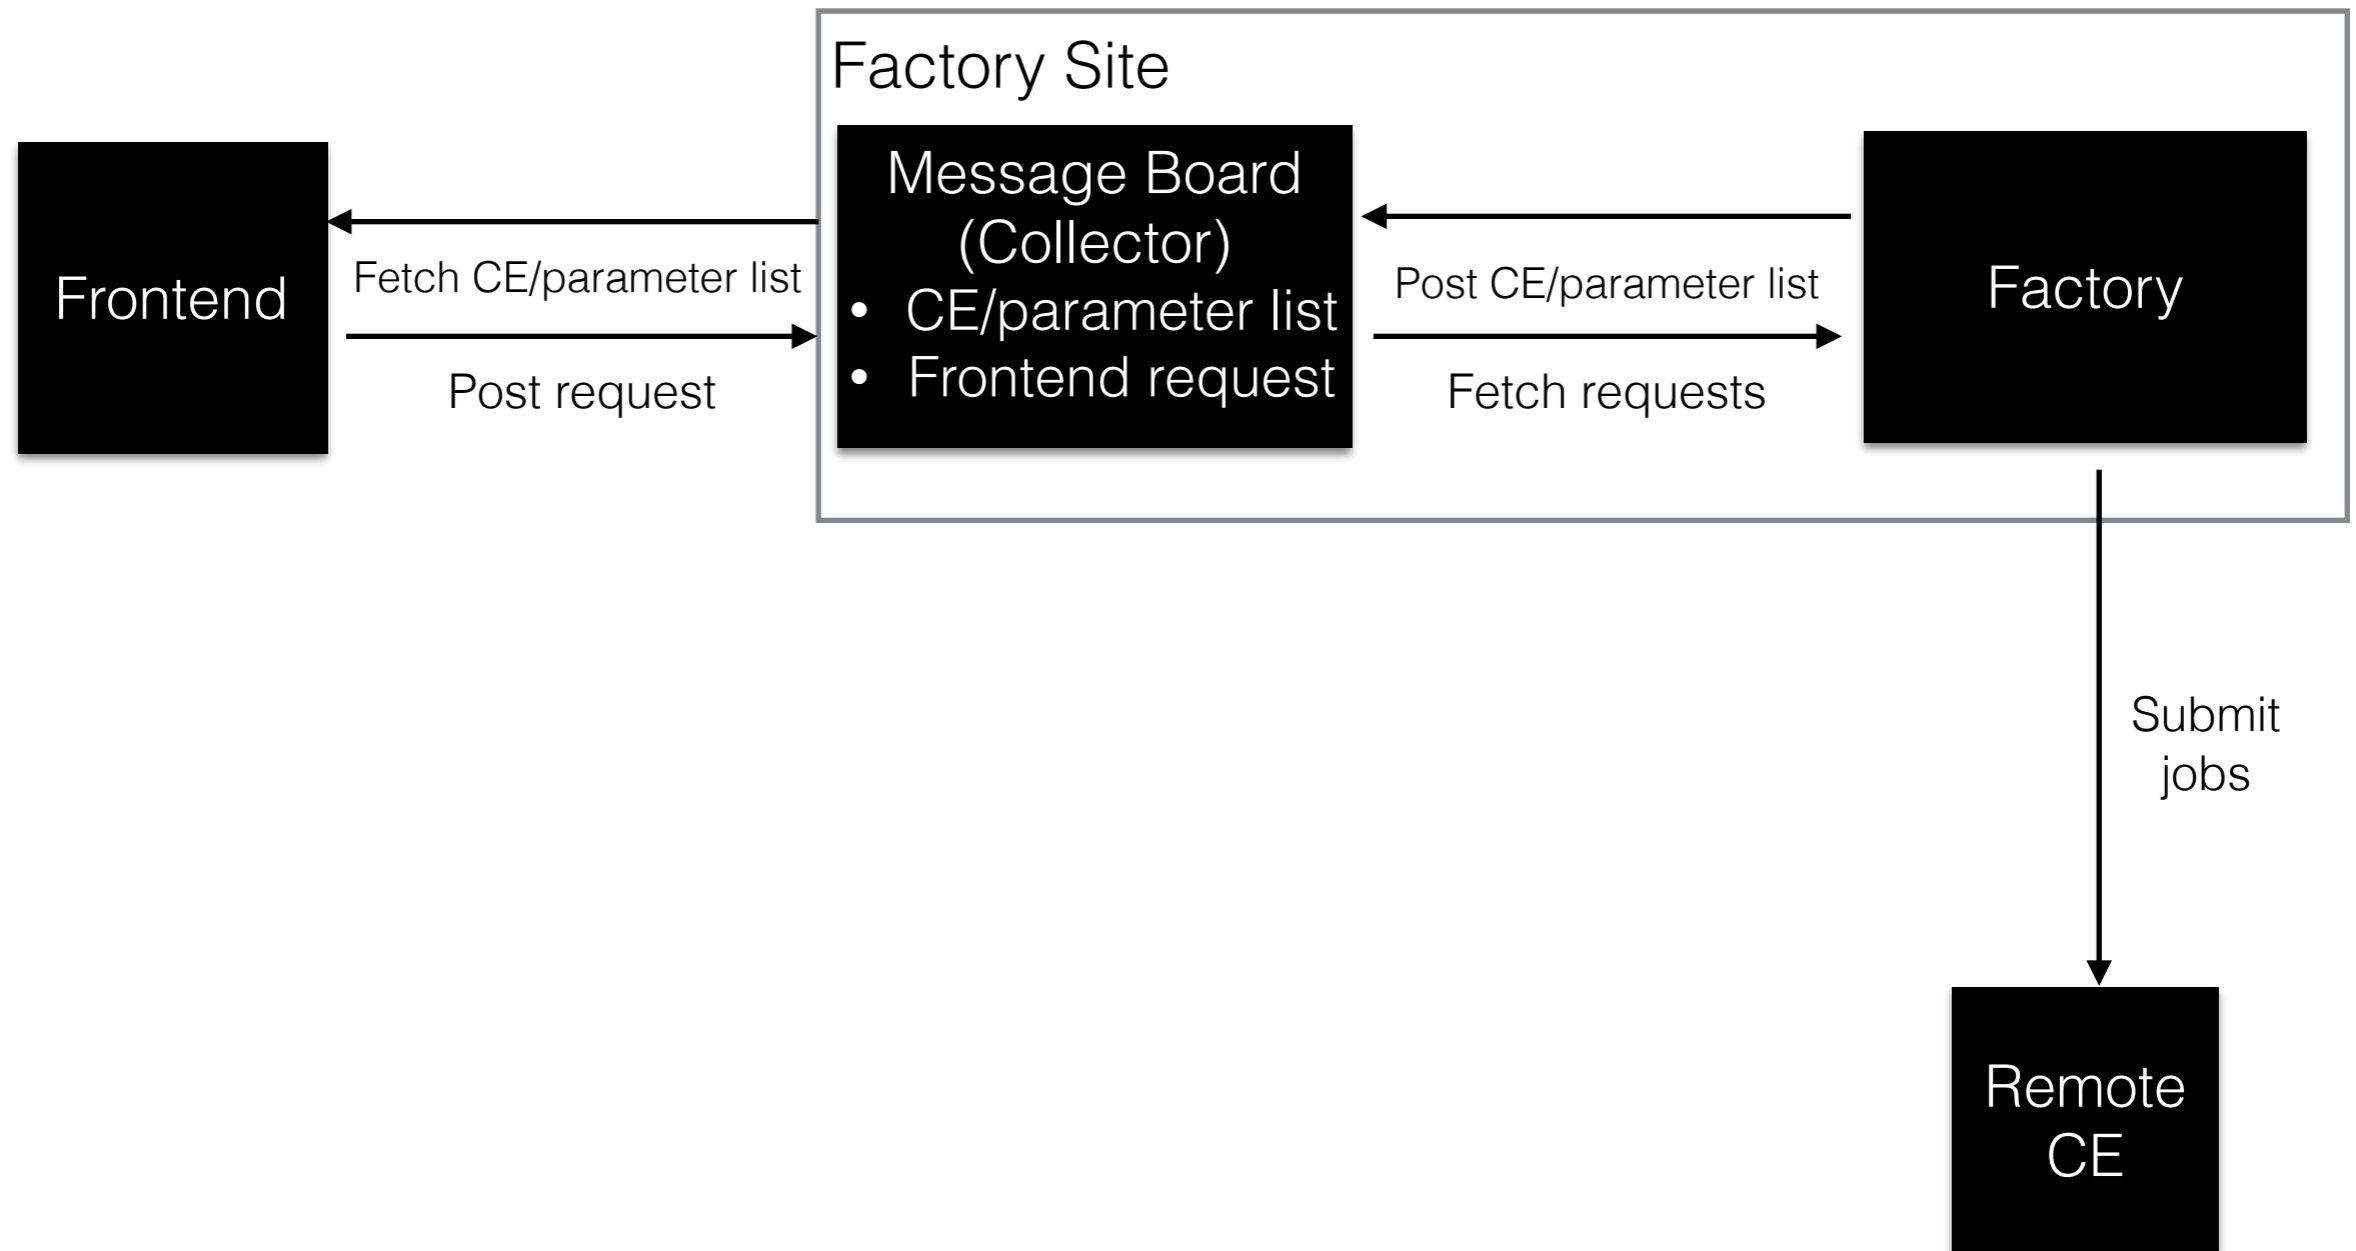 Factory Site
Frontend
Fetch CE/parameter list
Post request
Message Board
(Collector)
• CE/parameter list
• Frontend request
Post CE/parameter list
Fetch requests
Factory
Submit
jobs
Remote
CE